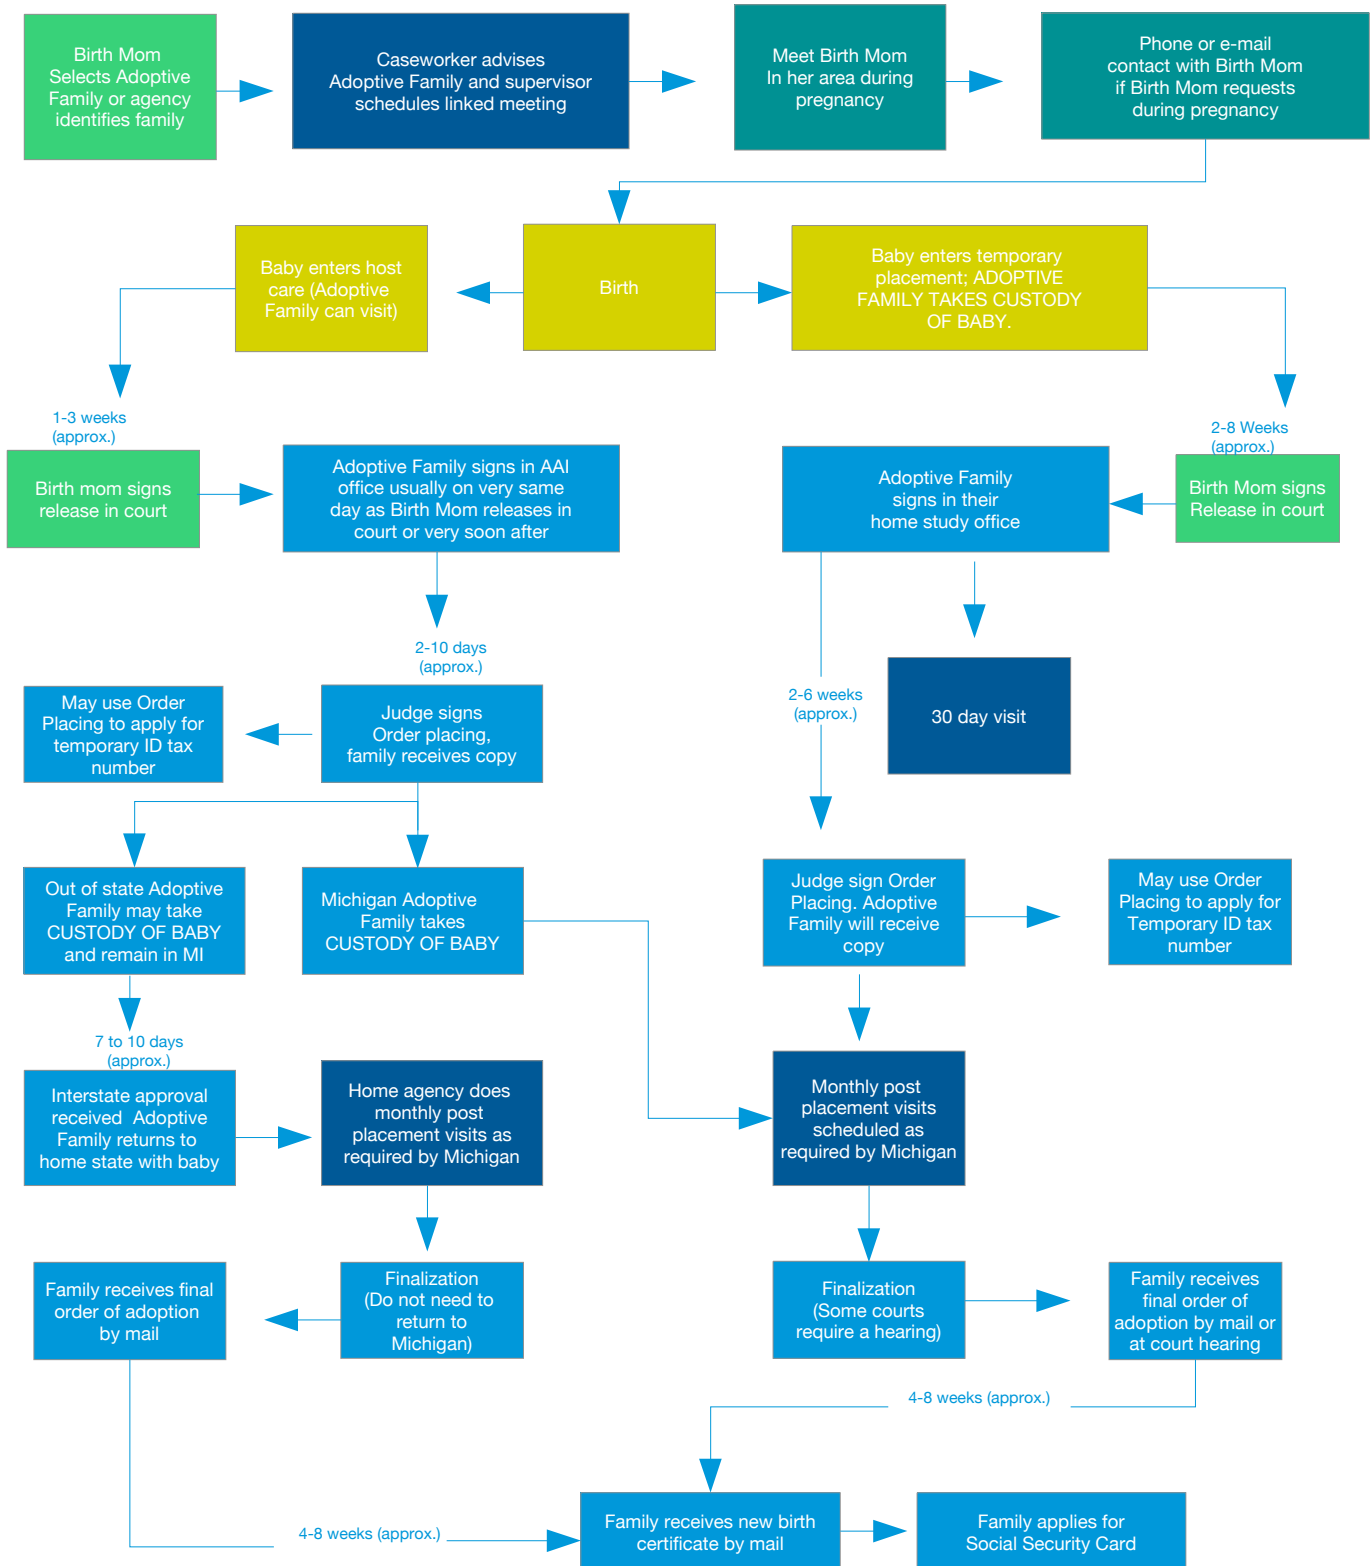 Birth Mom
Selects Adoptive
Family or agency
identifies family
Caseworker advises
Adoptive Family and supervisor
schedules linked meeting
Meet Birth Mom
In her area during
pregnancy
Phone or e-mail
contact with Birth Mom
if Birth Mom requests
during pregnancy
Baby enters host
care (Adoptive
Family can visit)
Birth
Baby enters temporary
placement; ADOPTIVE
FAMILY TAKES CUSTODY
OF BABY.
1-3 weeks
(approx.)
2-8 Weeks
(approx.)
Birth mom signs
release in court
Adoptive Family signs in AAI
office usually on very same
day as Birth Mom releases in
court or very soon after
Adoptive Family
signs in their
home study office
Birth Mom signs
Release in court
2-10 days
(approx.)
2-6 weeks
(approx.)
30 day visit
May use Order
Placing to apply for
temporary ID tax
number
Judge signs
Order placing,
family receives copy
Out of state Adoptive
Family may take
CUSTODY OF BABY
and remain in MI
Michigan Adoptive
Family takes
CUSTODY OF BABY
Judge sign Order
Placing. Adoptive
Family will receive
copy
May use Order
Placing to apply for
Temporary ID tax
number
7 to 10 days
(approx.)
Interstate approval
received Adoptive
Family returns to
home state with baby
Home agency does
monthly post
placement visits as
required by Michigan
Monthly post
placement visits
scheduled as
required by Michigan
Family receives final
order of adoption
by mail
Finalization
(Do not need to
return to
Michigan)
Finalization
(Some courts
require a hearing)
Family receives
final order of
adoption by mail or
at court hearing
4-8 weeks (approx.)
4-8 weeks (approx.)
Family receives new birth
certificate by mail
Family applies for
Social Security Card